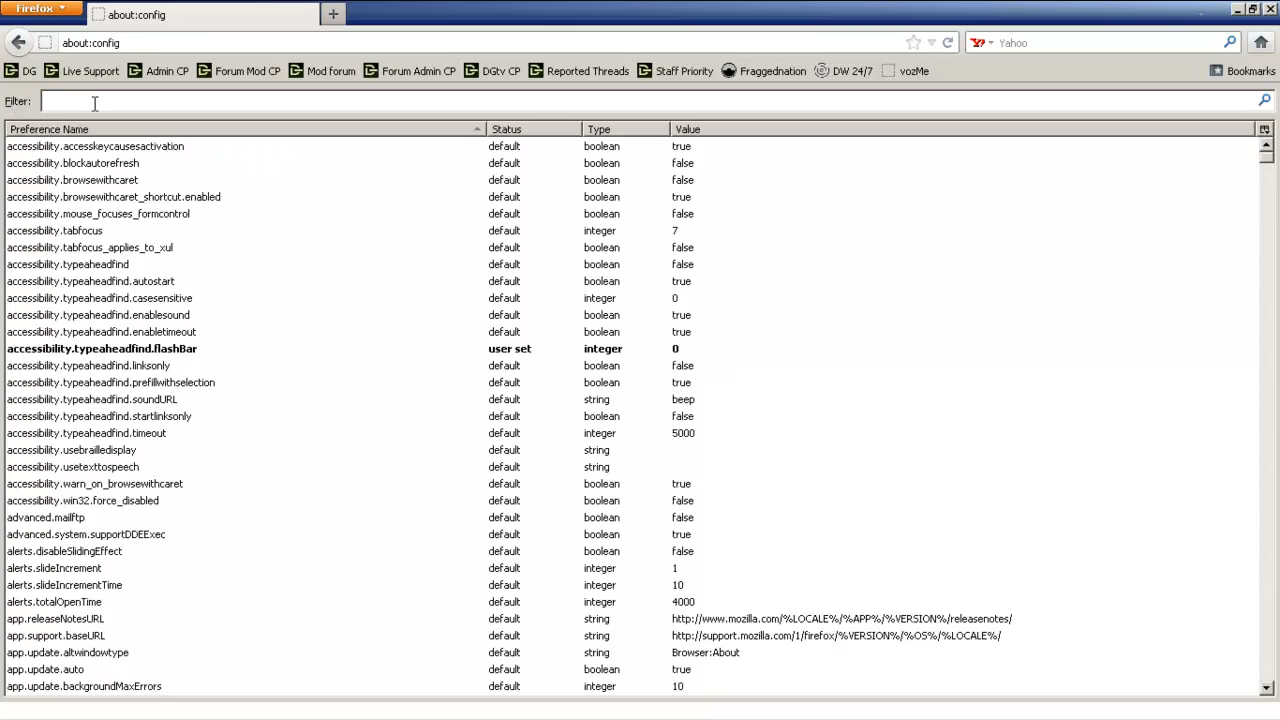 Firefox
about:config
about:config
Yahoo
DG Live Support Admin CP Forum Mod CP Mod forum Forum Admin CP DGtv CP Reported Threads Staff Priority Fraggednation DW 24/7 vozMe Bookmarks
Filter:
Preference Name Status Type Value
accessibility.accesskeycausesactivation default boolean true
accessibility.blockautorefresh default boolean false
accessibility.browsewithcaret default boolean false
accessibility.browsewithcaret_shortcut.enabled default boolean true
accessibility.mouse_focuses_formcontrol default boolean false
accessibility.tabfocus default integer 7
accessibility.tabfocus_applies_to_xul default boolean false
accessibility.typeaheadfind default boolean false
accessibility.typeaheadfind.autostart default boolean true
accessibility.typeaheadfind.casesensitive default integer 0
accessibility.typeaheadfind.enablesound default boolean true
accessibility.typeaheadfind.enabletimeout default boolean true
accessibility.typeaheadfind.flashBar user set integer 0
accessibility.typeaheadfind.linksonly default boolean false
accessibility.typeaheadfind.prefillwithselection default boolean true
accessibility.typeaheadfind.soundURL default string beep
accessibility.typeaheadfind.startlinksonly default boolean false
accessibility.typeaheadfind.timeout default integer 5000
accessibility.usebrailledisplay default string
accessibility.usetexttospeech default string
accessibility.warn_on_browsewithcaret default boolean true
accessibility.win32.force_disabled default boolean false
advanced.mailftp default boolean false
advanced.system.supportDDEExec default boolean true
alerts.disableSlidingEffect default boolean false
alerts.slideIncrement default integer 1
alerts.slideIncrementTime default integer 10
alerts.totalOpenTime default integer 4000
app.releaseNotesURL default string http://www.mozilla.com/%LOCALE%/%APP%/%VERSION%/releasenotes/
app.support.baseURL default string http://support.mozilla.com/1/firefox/%VERSION%/%OS%/%LOCALE%/
app.update.altwindowtype default string Browser:About
app.update.auto default boolean true
app.update.backgroundMaxErrors default integer 10